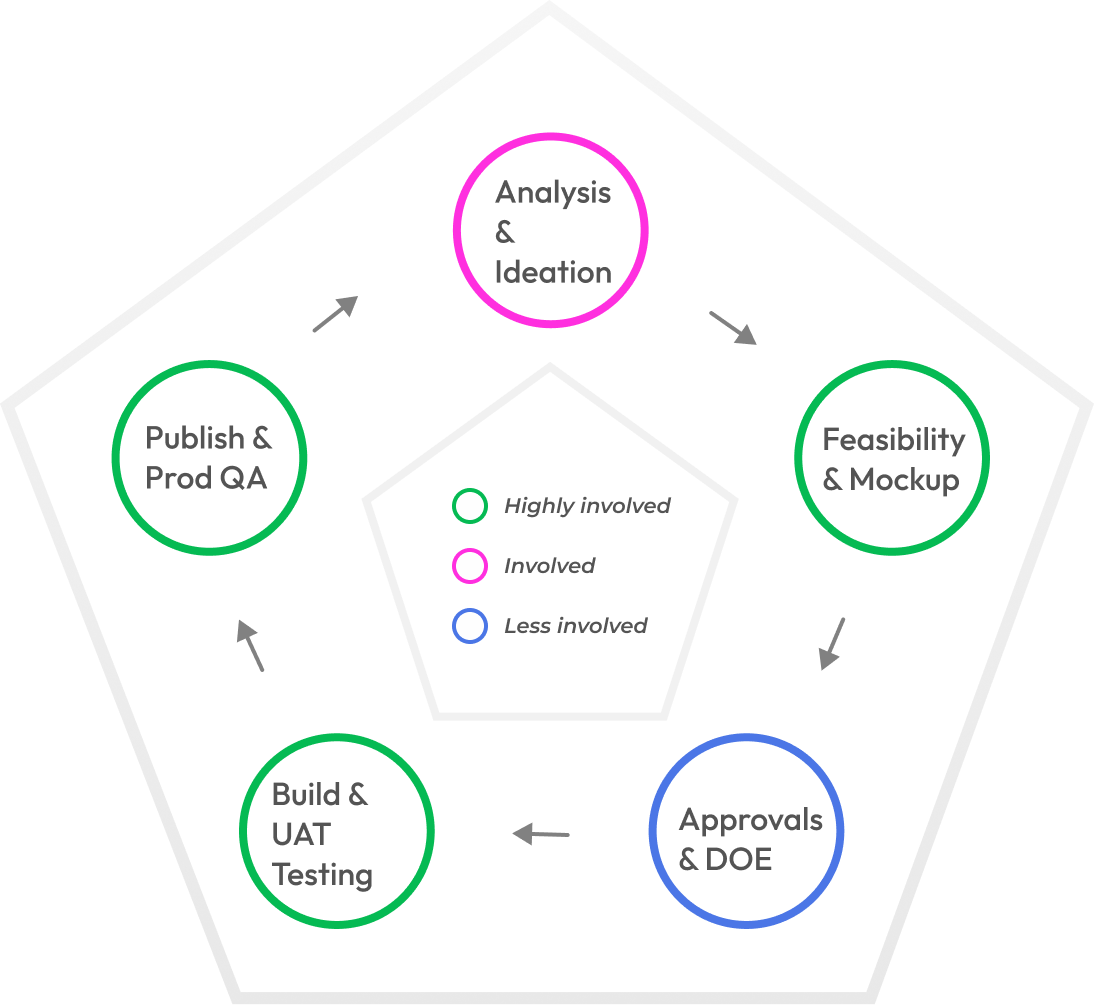 Analysis
&
Ideation
Publish &
Prod QA
Feasibility
& Mockup
Highly involved
Involved
Less involved
Build &
UAT
Testing
Approvals
& DOE